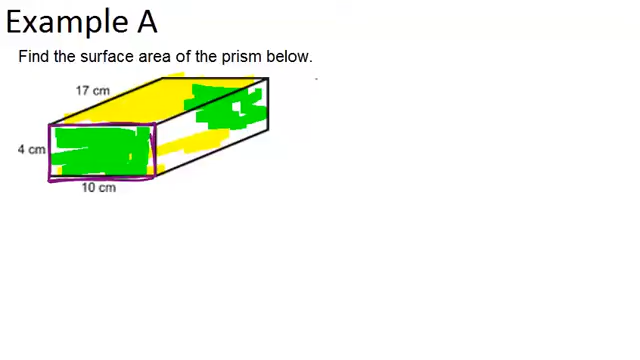 Example A
Find the surface area of the prism below.
17 cm
4 cm
10 cm